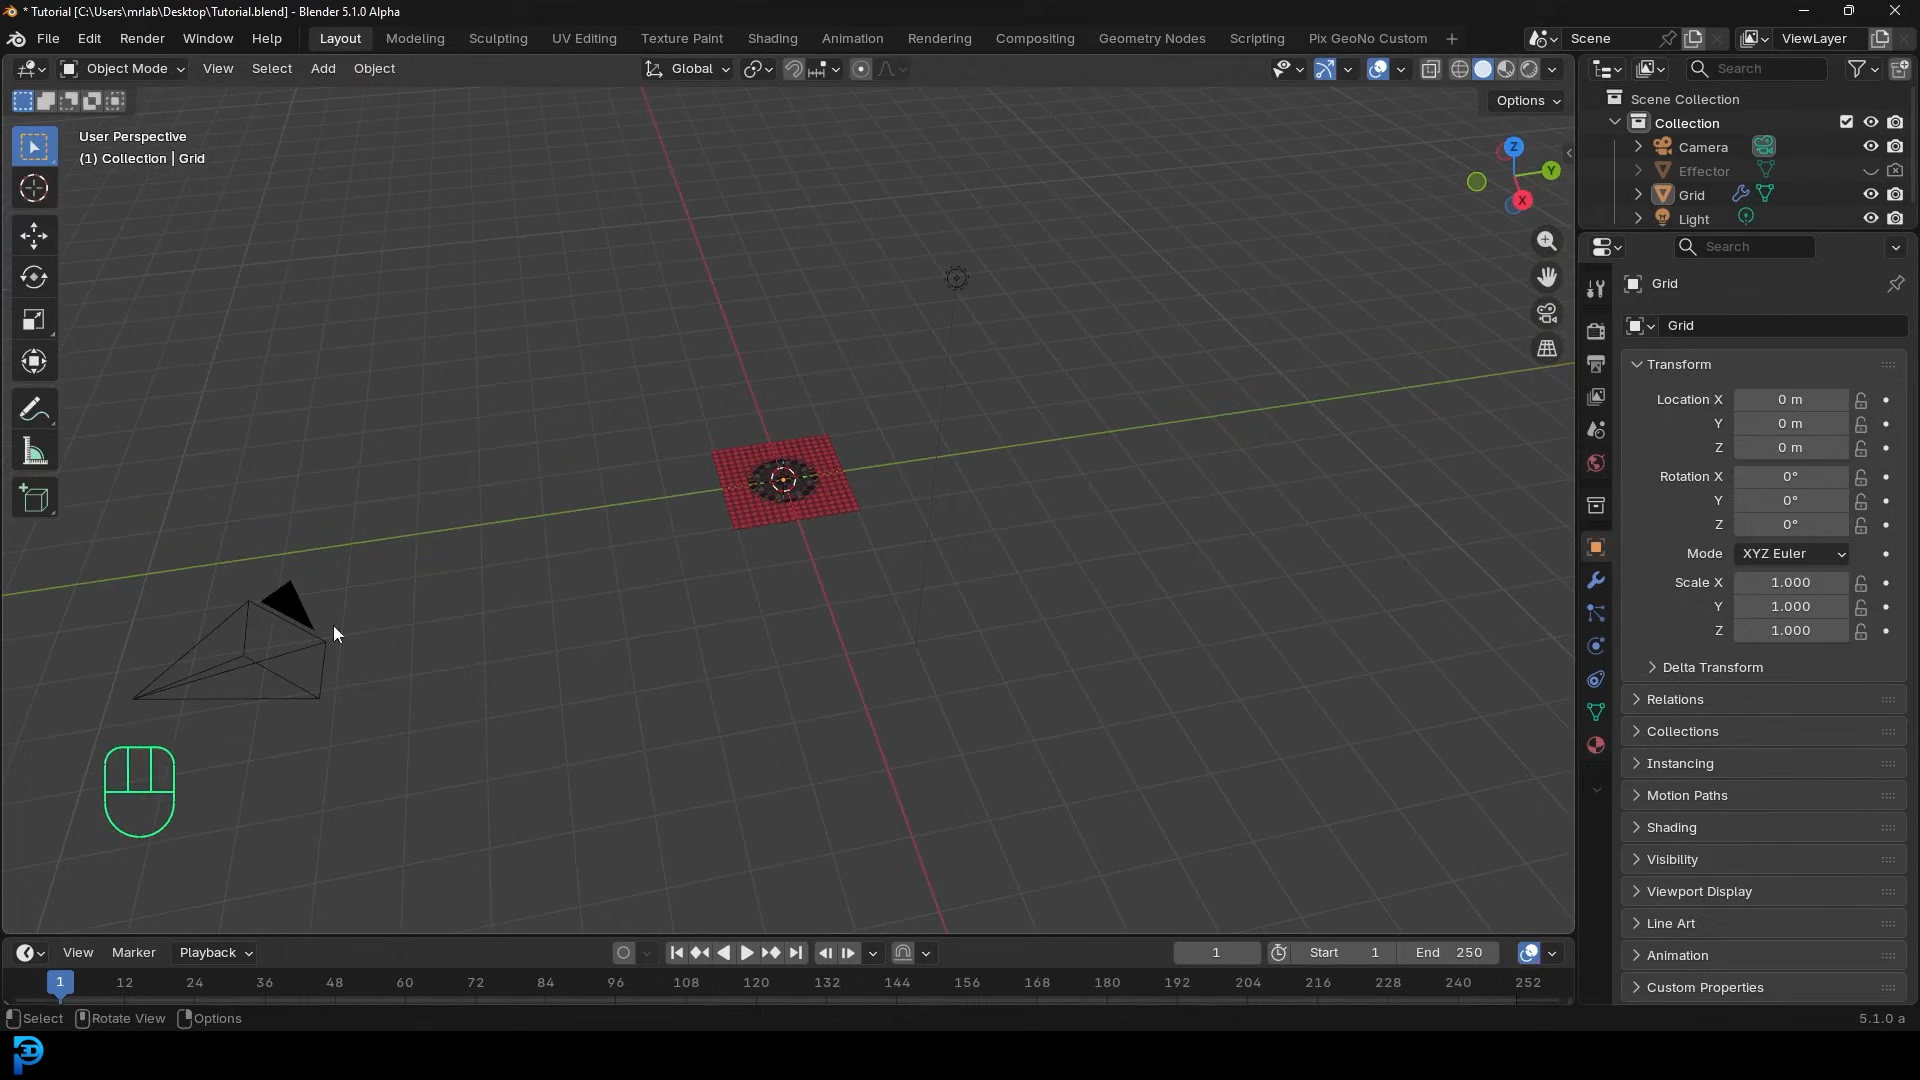 * Tutorial [C:\Users\mrlab\Desktop\Tutorial.blend] - Blender 5.1.0 Alpha
File Edit Render Window Help Layout Modeling Sculpting UV Editing Texture Paint Shading Animation Rendering Compositing Geometry Nodes Scripting Pix GeoNo Custom + Scene ViewLayer
Object Mode View Select Add Object Global Search
Options
User Perspective
(1) Collection | Grid
Z
Y
X
Scene Collection
Collection
Camera
Effector
Grid
Light
Search
Grid
Grid
Transform
Location X 0 m
Y 0 m
Z 0 m
Rotation X 0°
Y 0°
Z 0°
Mode XYZ Euler
Scale X 1.000
Y 1.000
Z 1.000
Delta Transform
Relations
Collections
Instancing
Motion Paths
Shading
Visibility
Viewport Display
Line Art
Animation
Custom Properties
View Marker Playback 1 Start 1 End 250
1 12 24 36 48 60 72 84 96 108 120 132 144 156 168 180 192 204 216 228 240 252
Select Rotate View Options 5.1.0 a
3D